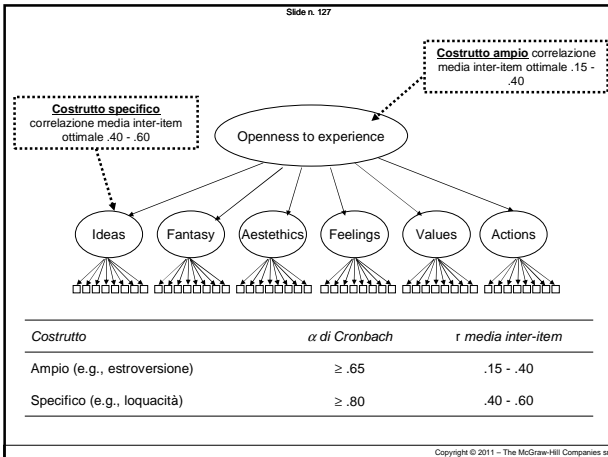 Slide n. 127
Costrutto ampio correlazione
media inter-item ottimale .15 -
.40
Costrutto specifico
correlazione media inter-item
ottimale .40 - .60
Openness to experience
Ideas
Fantasy
Aestethics
Feelings
Values
Actions
Costrutto α di Cronbach r media inter-item
Ampio (e.g., estroversione) ≥ .65 .15 - .40
Specifico (e.g., loquacità) ≥ .80 .40 - .60
Copyright © 2011 – The McGraw-Hill Companies